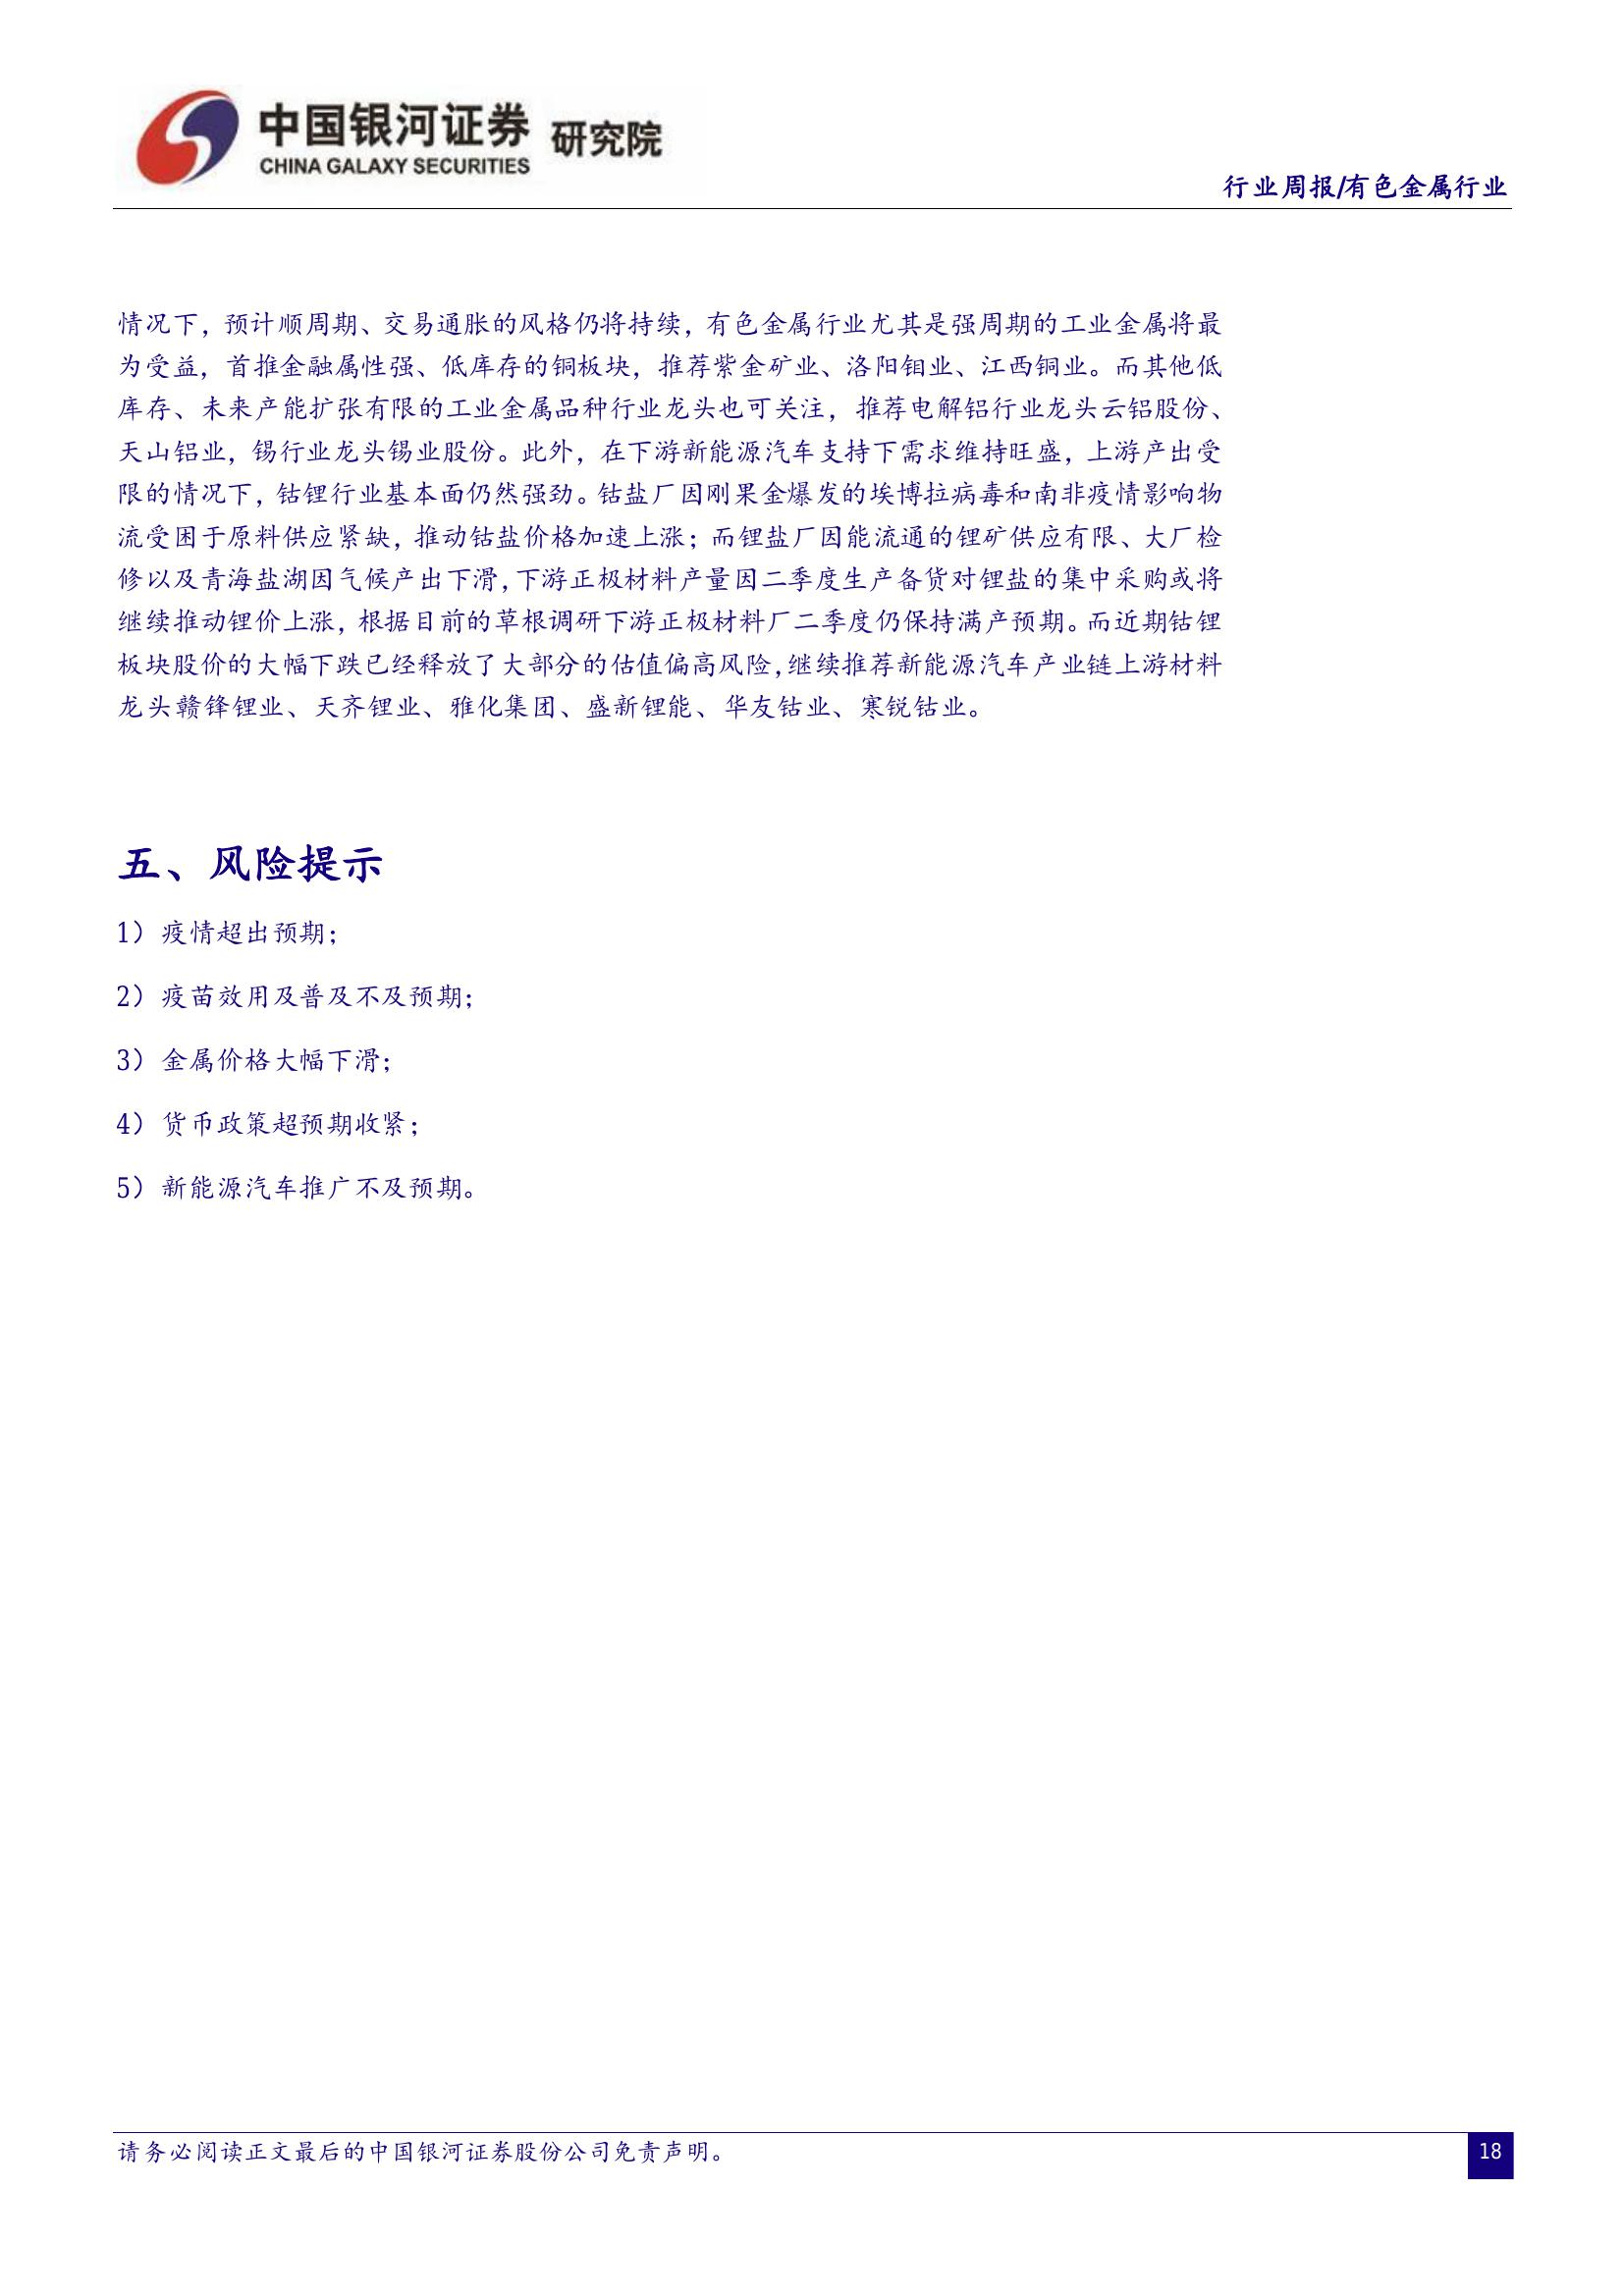 中国银河证券 研究院
CHINA GALAXY SECURITIES
行业周报/有色金属行业
情况下，预计顺周期、交易通胀的风格仍将持续，有色金属行业尤其是强周期的工业金属将最
为受益，首推金融属性强、低库存的铜板块，推荐紫金矿业、洛阳钼业、江西铜业。而其他低
库存、未来产能扩张有限的工业金属品种行业龙头也可关注，推荐电解铝行业龙头云铝股份、
天山铝业，锡行业龙头锡业股份。此外，在下游新能源汽车支持下需求维持旺盛，上游产出受
限的情况下，钴锂行业基本面仍然强劲。钴盐厂因刚果金爆发的埃博拉病毒和南非疫情影响物
流受困于原料供应紧缺，推动钴盐价格加速上涨；而锂盐厂因能流通的锂矿供应有限、大厂检
修以及青海盐湖因气候产出下滑，下游正极材料产量因二季度生产备货对锂盐的集中采购或将
继续推动锂价上涨，根据目前的草根调研下游正极材料厂二季度仍保持满产预期。而近期钴锂
板块股价的大幅下跌已经释放了大部分的估值偏高风险，继续推荐新能源汽车产业链上游材料
龙头赣锋锂业、天齐锂业、雅化集团、盛新锂能、华友钴业、寒锐钴业。
五、风险提示
1）疫情超出预期；
2）疫苗效用及普及不及预期；
3）金属价格大幅下滑；
4）货币政策超预期收紧；
5）新能源汽车推广不及预期。
请务必阅读正文最后的中国银河证券股份公司免责声明。
18